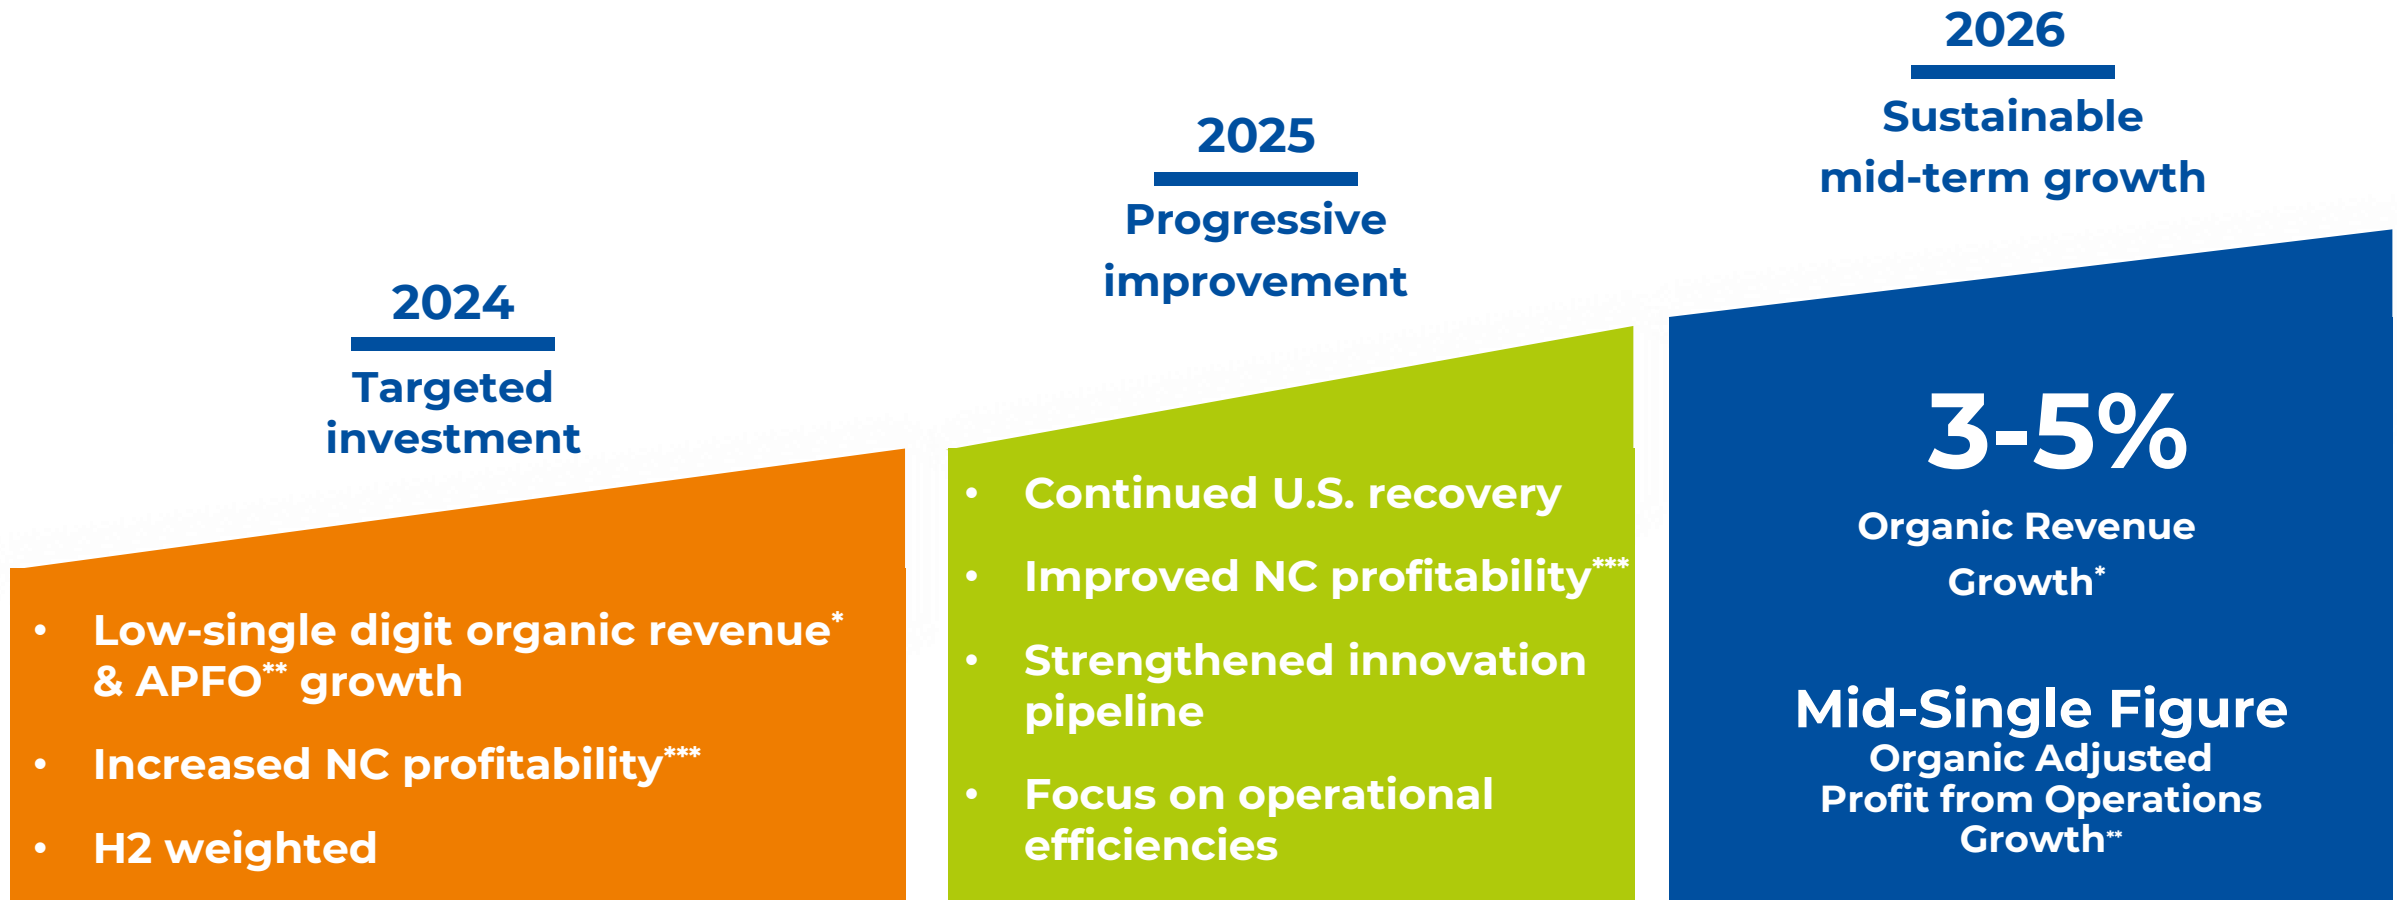 2024
Targeted
investment
• Low-single digit organic revenue*
& APFO** growth
• Increased NC profitability***
• H2 weighted
2025
Progressive
improvement
• Continued U.S. recovery
• Improved NC profitability***
• Strengthened innovation
pipeline
• Focus on operational
efficiencies
2026
Sustainable
mid-term growth
3-5%
Organic Revenue
Growth*
Mid-Single Figure
Organic Adjusted
Profit from Operations
Growth**